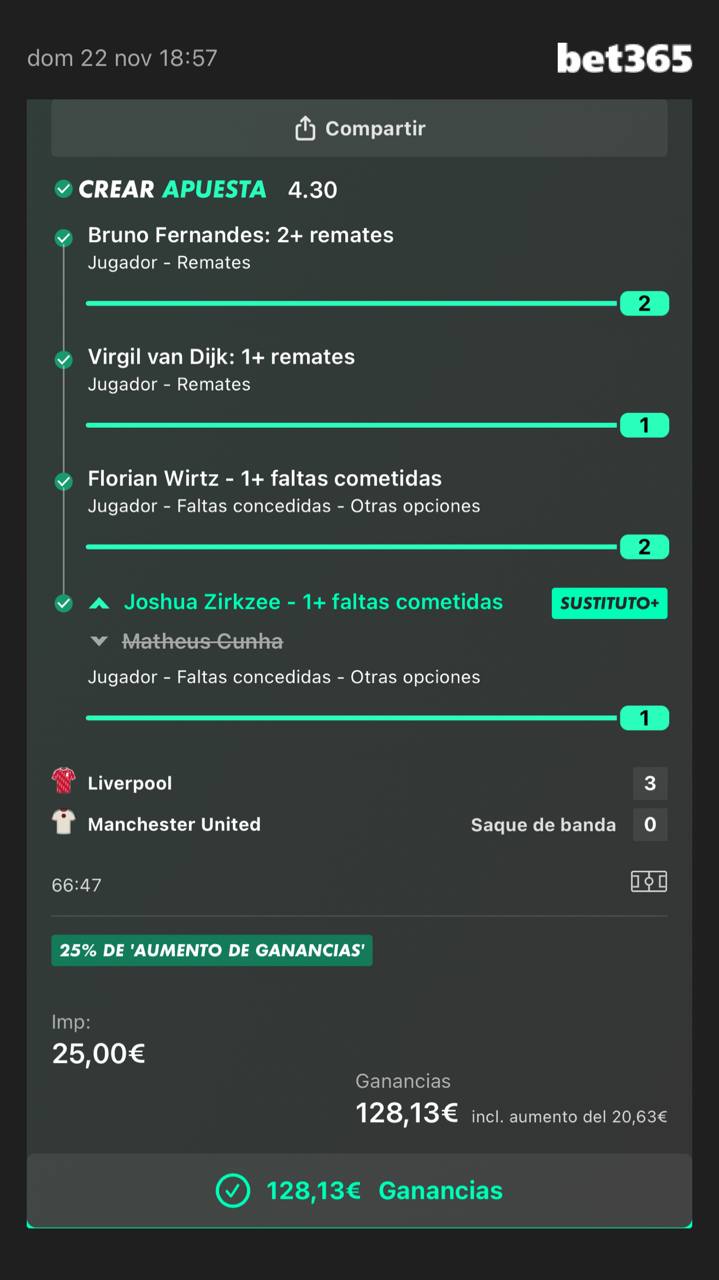 dom 22 nov 18:57
bet365
Compartir
CREAR APUESTA 4.30
Bruno Fernandes: 2+ remates
Jugador - Remates
2
Virgil van Dijk: 1+ remates
Jugador - Remates
1
Florian Wirtz - 1+ faltas cometidas
Jugador - Faltas concedidas - Otras opciones
2
Joshua Zirkzee - 1+ faltas cometidas SUSTITUTO+
Matheus Cunha
Jugador - Faltas concedidas - Otras opciones
1
Liverpool 3
Manchester United Saque de banda 0
66:47
25% DE 'AUMENTO DE GANANCIAS'
Imp:
25,00€
Ganancias
128,13€ incl. aumento del 20,63€
128,13€ Ganancias